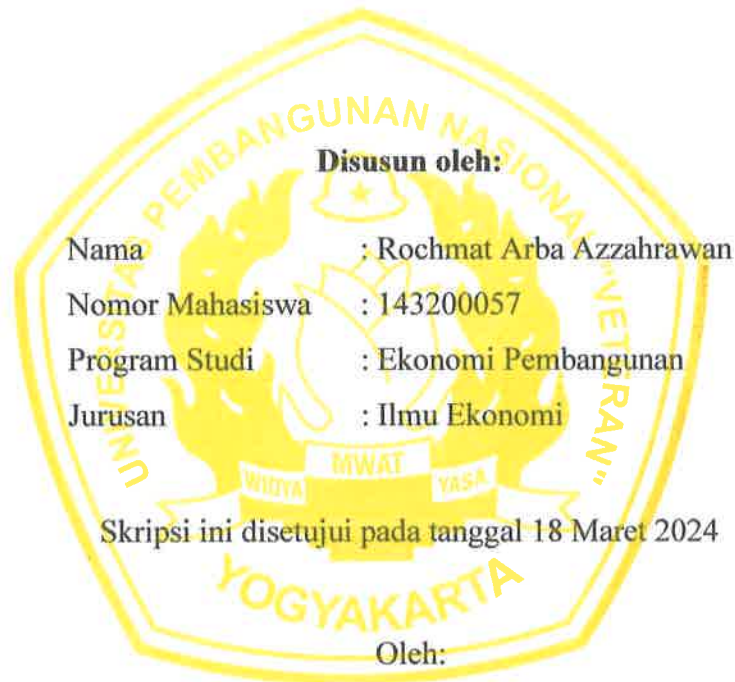 UNIVERSITAS PEMBANGUNAN NASIONAL "VETERAN"
Disusun oleh:
Nama : Rochmat Arba Azzahrawan
Nomor Mahasiswa : 143200057
Program Studi : Ekonomi Pembangunan
Jurusan : Ilmu Ekonomi
WIDYA MWAT YASA
Skripsi ini disetujui pada tanggal 18 Maret 2024
YOGYAKARTA
Oleh: